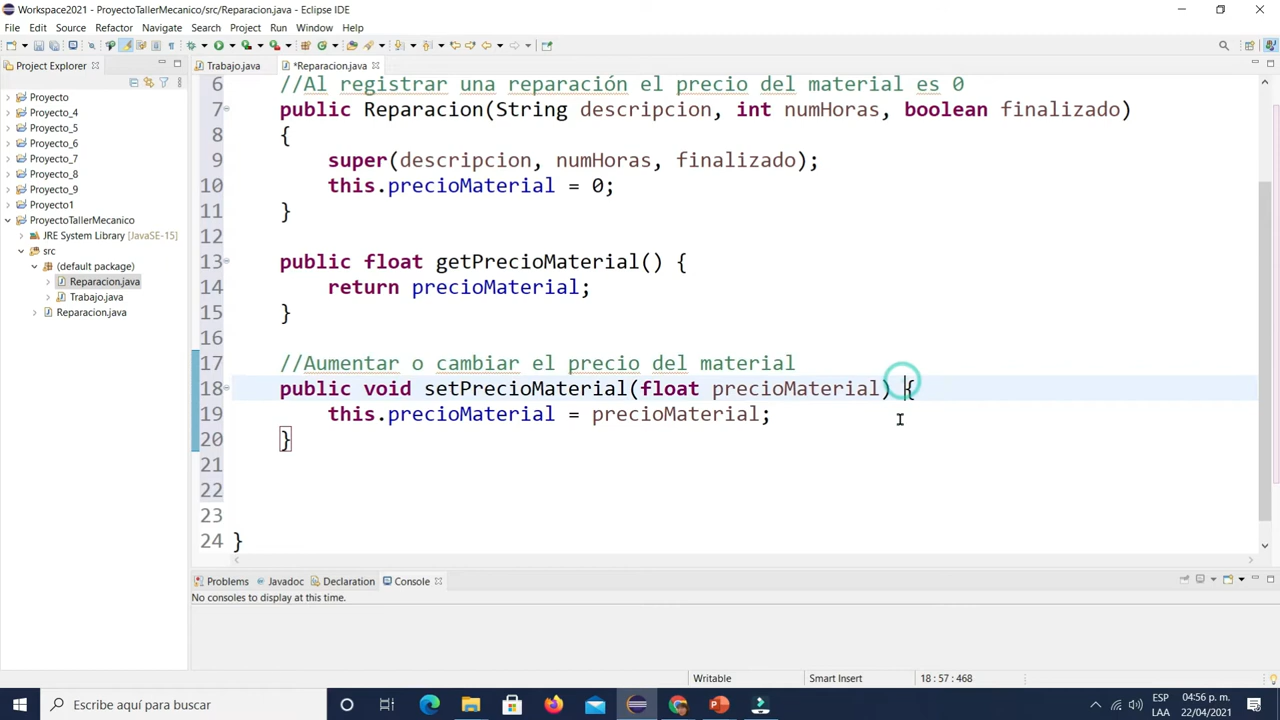 Workspace2021 - ProyectoTallerMecanico/src/Reparacion.java - Eclipse IDE
File Edit Source Refactor Navigate Search Project Run Window Help
Project Explorer
Trabajo.java
*Reparacion.java
Proyecto
Proyecto_4
Proyecto_5
Proyecto_6
Proyecto_7
Proyecto_8
Proyecto_9
Proyecto1
ProyectoTallerMecanico
JRE System Library [JavaSE-15]
src
(default package)
Reparacion.java
Trabajo.java
Reparacion.java
6 //Al registrar una reparación el precio del material es 0
7 public Reparacion(String descripcion, int numHoras, boolean finalizado)
8 {
9 super(descripcion, numHoras, finalizado);
10 this.precioMaterial = 0;
11 }
12
13 public float getPrecioMaterial() {
14 return precioMaterial;
15 }
16
17 //Aumentar o cambiar el precio del material
18 public void setPrecioMaterial(float precioMaterial) {
19 this.precioMaterial = precioMaterial;
20 }
21
22
23
24 }
Problems Javadoc Declaration Console
No consoles to display at this time.
Writable Smart Insert 18 : 57 : 468
Escribe aquí para buscar
ESP
LAA
04:56 p. m.
22/04/2021